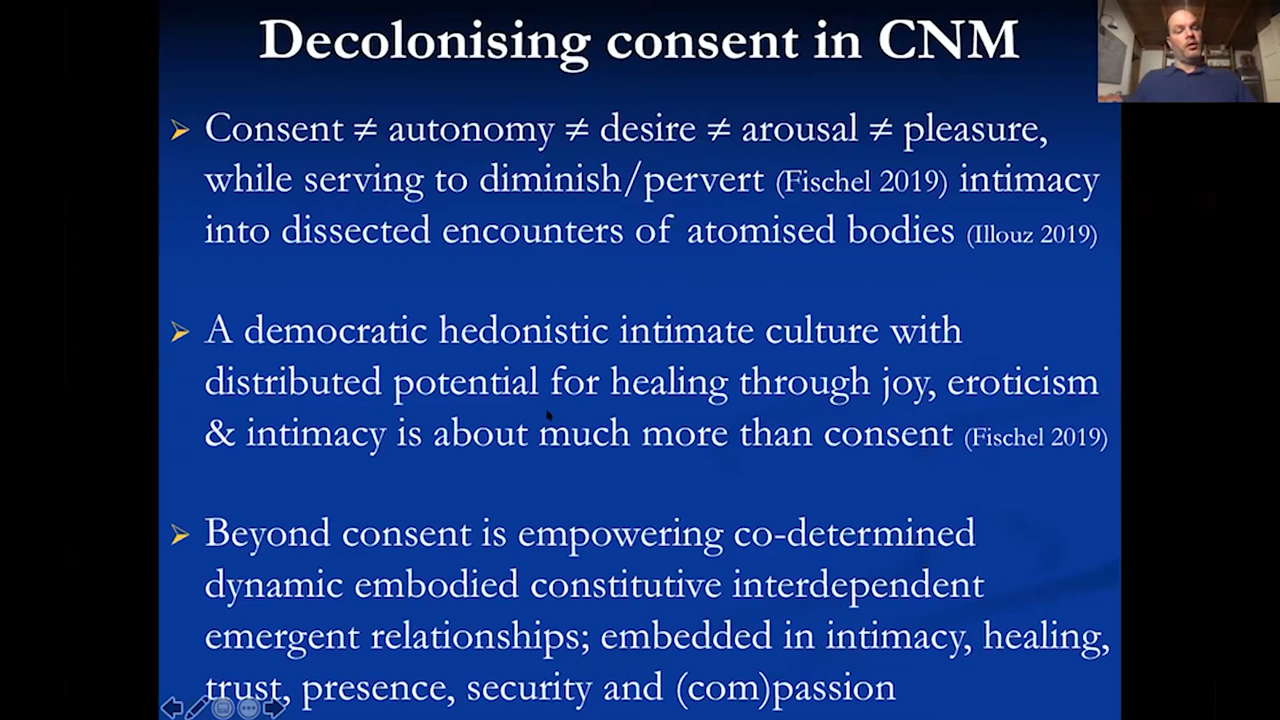 Decolonising consent in CNM
Consent ≠ autonomy ≠ desire ≠ arousal ≠ pleasure,
while serving to diminish/pervert (Fischel 2019) intimacy
into dissected encounters of atomised bodies (Illouz 2019)
A democratic hedonistic intimate culture with
distributed potential for healing through joy, eroticism
& intimacy is about much more than consent (Fischel 2019)
Beyond consent is empowering co-determined
dynamic embodied constitutive interdependent
emergent relationships; embedded in intimacy, healing,
trust, presence, security and (com)passion